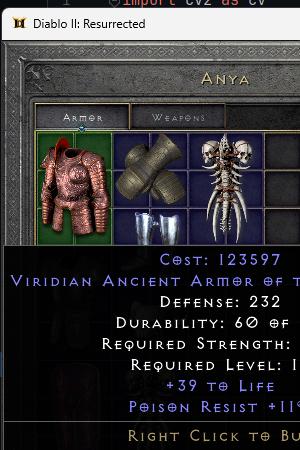 import cv2 as cv
Diablo II: Resurrected
Anya
Armor
Weapons
Cost: 123597
Viridian Ancient Armor of
Defense: 232
Durability: 60 of
Required Strength:
Required Level: 1
+39 to Life
Poison Resist +11
Right Click to Bu